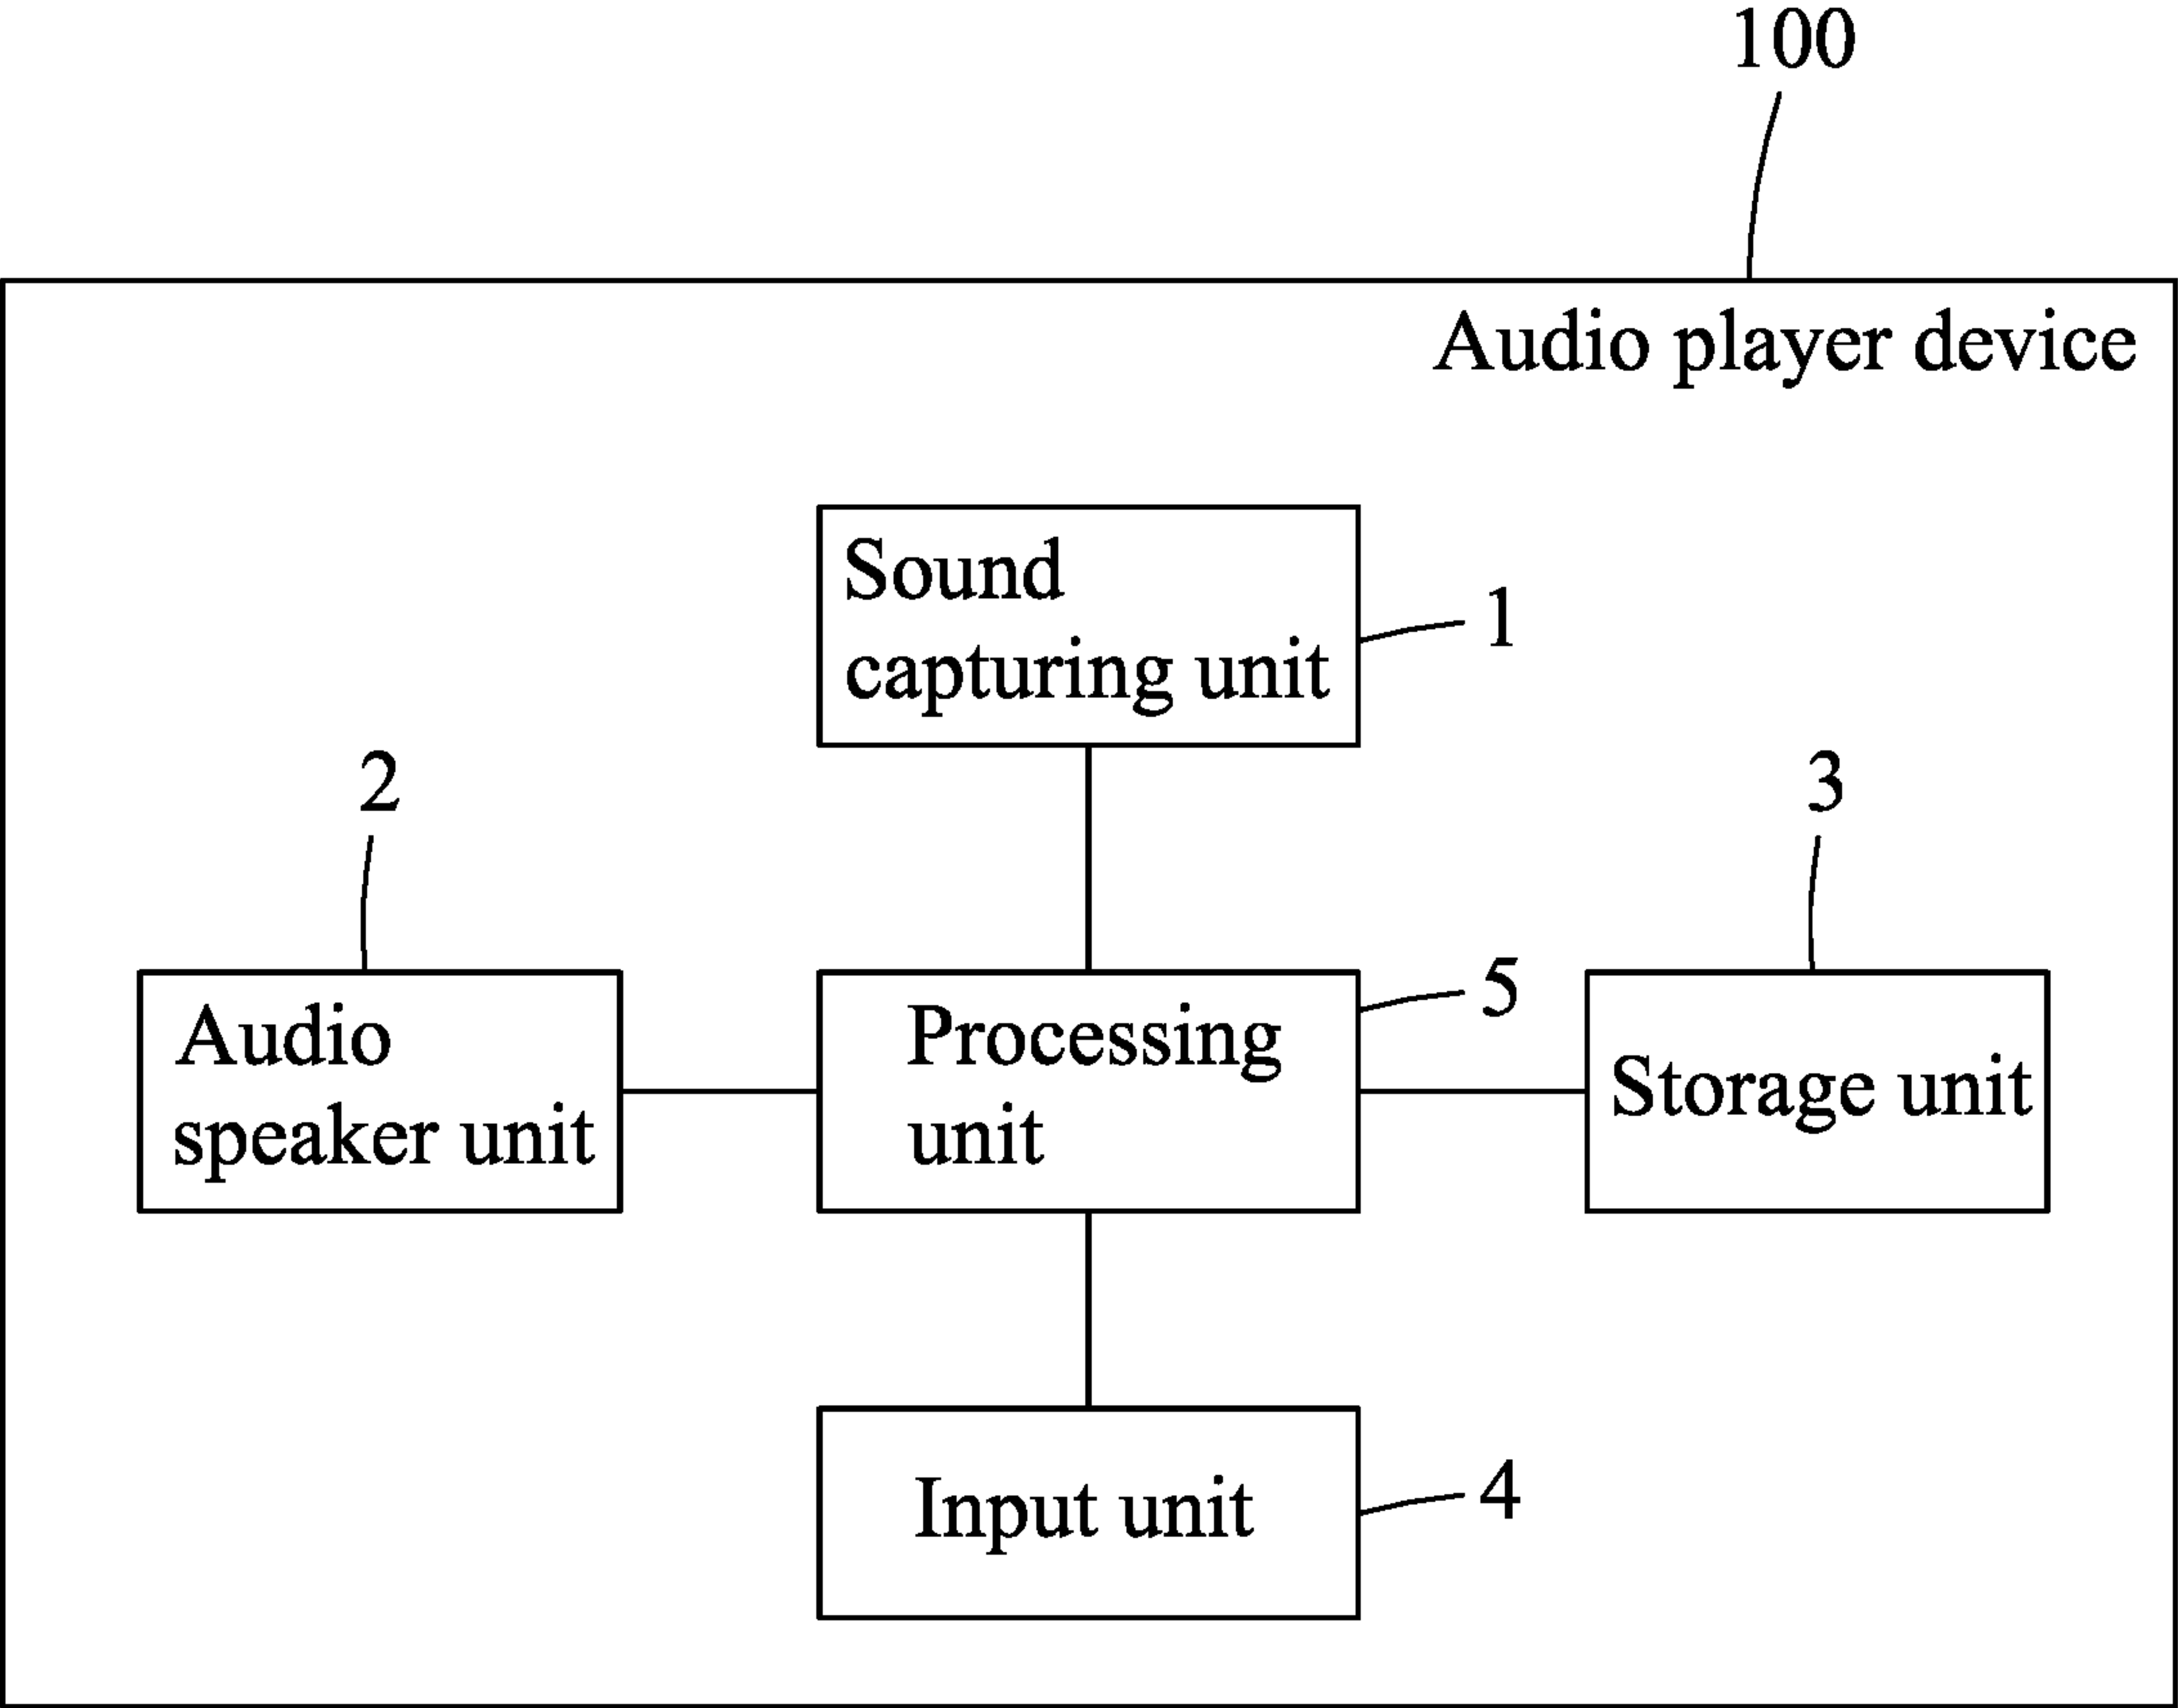 100
Audio player device
Sound
capturing unit
1
2
3
Audio
speaker unit
Processing
unit
5
Storage unit
Input unit
4